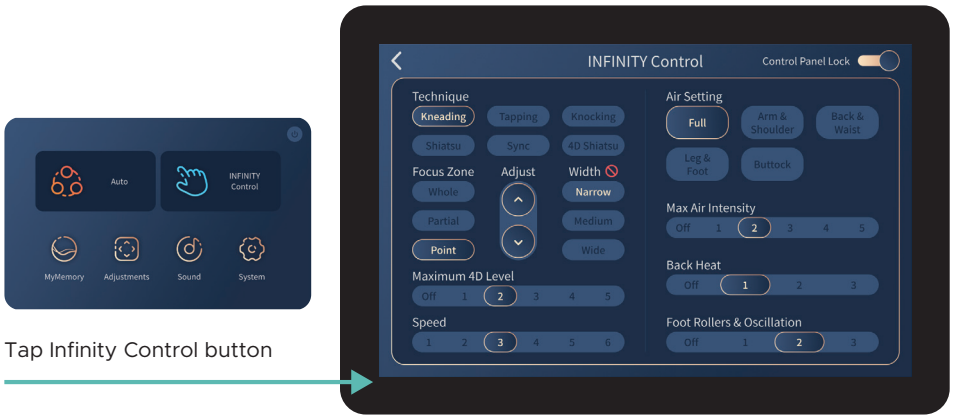 Auto
INFINITY
Control
MyMemory
Adjustments
Sound
System
Tap Infinity Control button
INFINITY Control
Control Panel Lock
Technique
Kneading
Tapping
Knocking
Shiatsu
Sync
4D Shiatsu
Focus Zone
Adjust
Width
Whole
Narrow
Partial
Medium
Point
Wide
Maximum 4D Level
Off 1 2 3 4 5
Speed
1 2 3 4 5 6
Air Setting
Full
Arm &
Shoulder
Back &
Waist
Leg &
Foot
Buttock
Max Air Intensity
Off 1 2 3 4 5
Back Heat
Off 1 2 3
Foot Rollers & Oscillation
Off 1 2 3